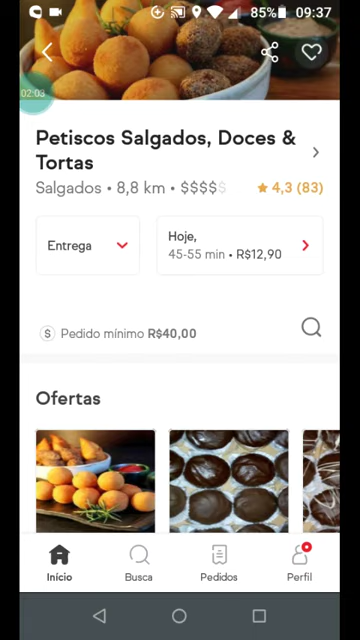 85% 09:37
02:03
Petiscos Salgados, Doces &
Tortas
Salgados • 8,8 km • $$$$$ 4,3 (83)
Entrega
Hoje,
45-55 min • R$12,90
$ Pedido mínimo R$40,00
Ofertas
Início Busca Pedidos Perfil